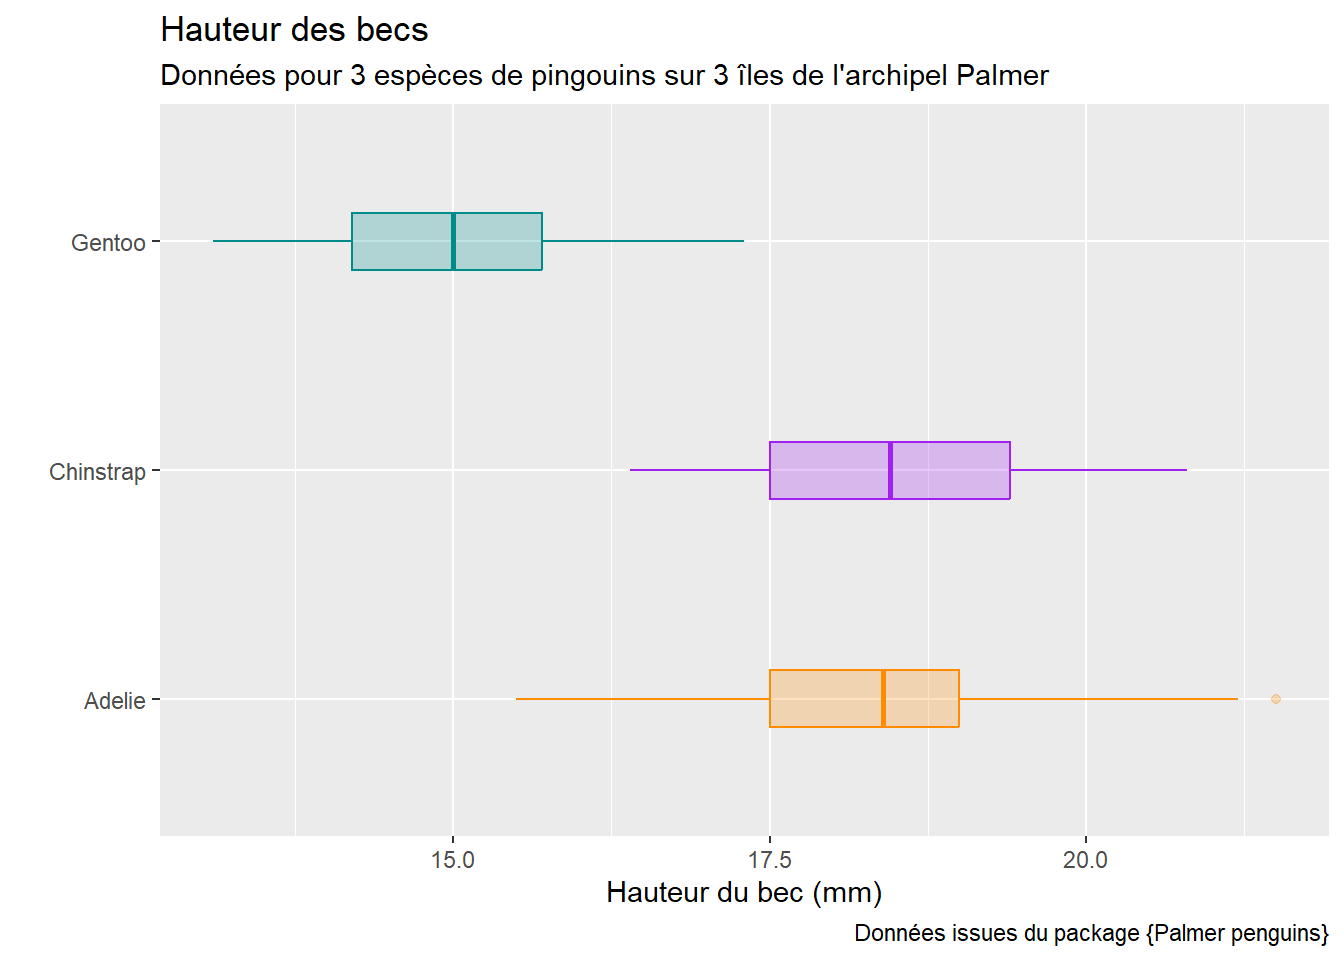 Hauteur des becs
Données pour 3 espèces de pingouins sur 3 îles de l'archipel Palmer
Gentoo
Chinstrap
Adelie
15.0 17.5 20.0
Hauteur du bec (mm)
Données issues du package {Palmer penguins}